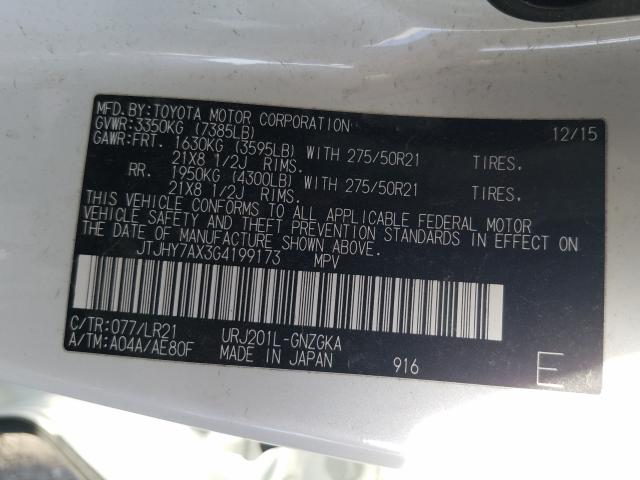 MFD.BY:TOYOTA MOTOR CORPORATION 12/15
GVWR:3350KG (7385LB)
GAWR:FRT. 1630KG (3595LB) WITH 275/50R21 TIRES.
21X8 1/2J RIMS.
RR. 1950KG (4300LB) WITH 275/50R21 TIRES.
21X8 1/2J RIMS.
THIS VEHICLE CONFORMS TO ALL APPLICABLE FEDERAL MOTOR
VEHICLE SAFETY AND THEFT PREVENTION STANDARDS IN EFFECT ON
THE DATE OF MANUFACTURE SHOWN ABOVE.
JTJHY7AX3G4199173 MPV
C/TR:077/LR21 URJ201L-GNZGKA
A/TM:A04A/AE80F MADE IN JAPAN 916 E